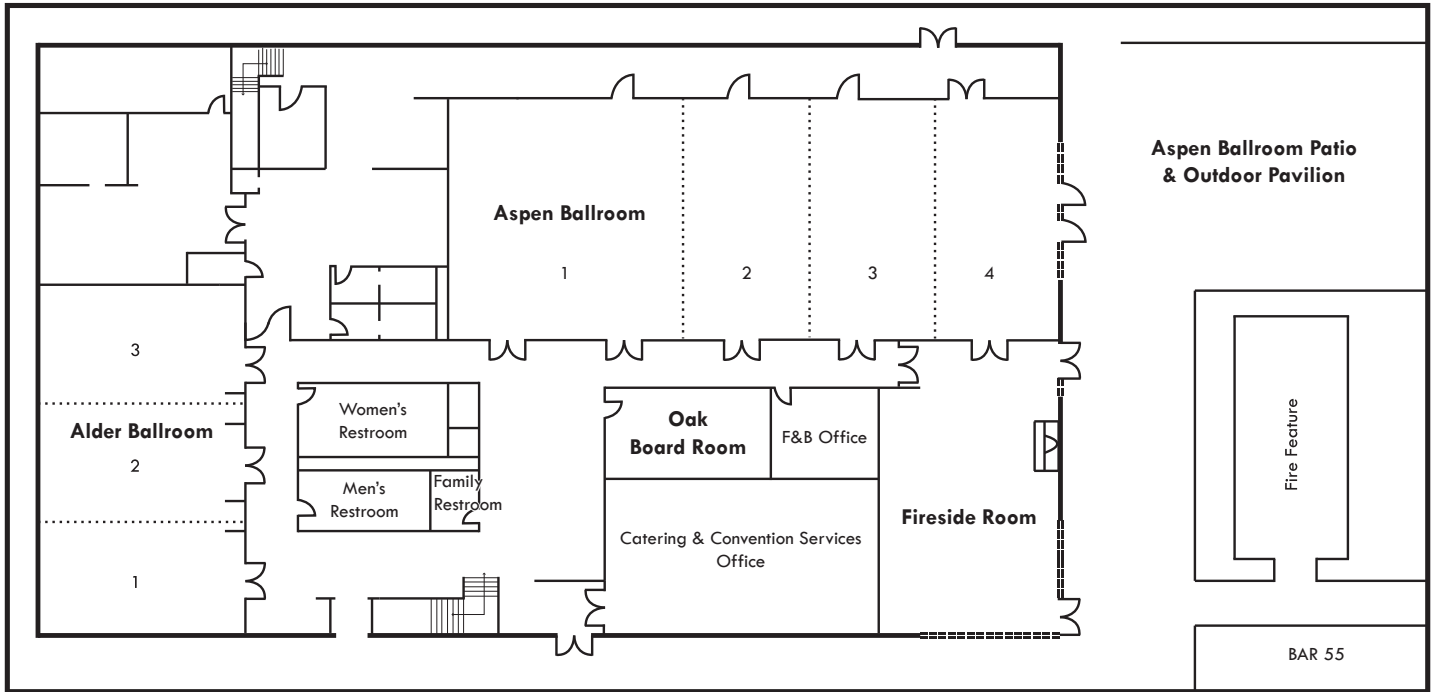 Aspen Ballroom Patio
& Outdoor Pavilion
Aspen Ballroom
1
2
3
4
3
Alder Ballroom
2
1
Women's
Restroom
Men's
Restroom
Family
Restroom
Oak
Board Room
F&B Office
Catering & Convention Services
Office
Fireside Room
Fire Feature
BAR 55